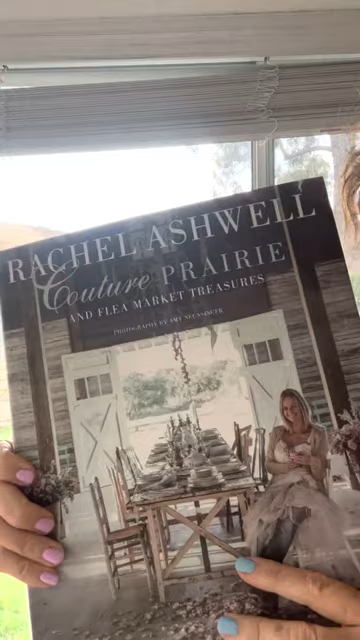 RACHEL ASHWELL
Couture PRAIRIE
AND FLEA MARKET TREASURES
PHOTOGRAPHY BY AMY NEUNSINGER